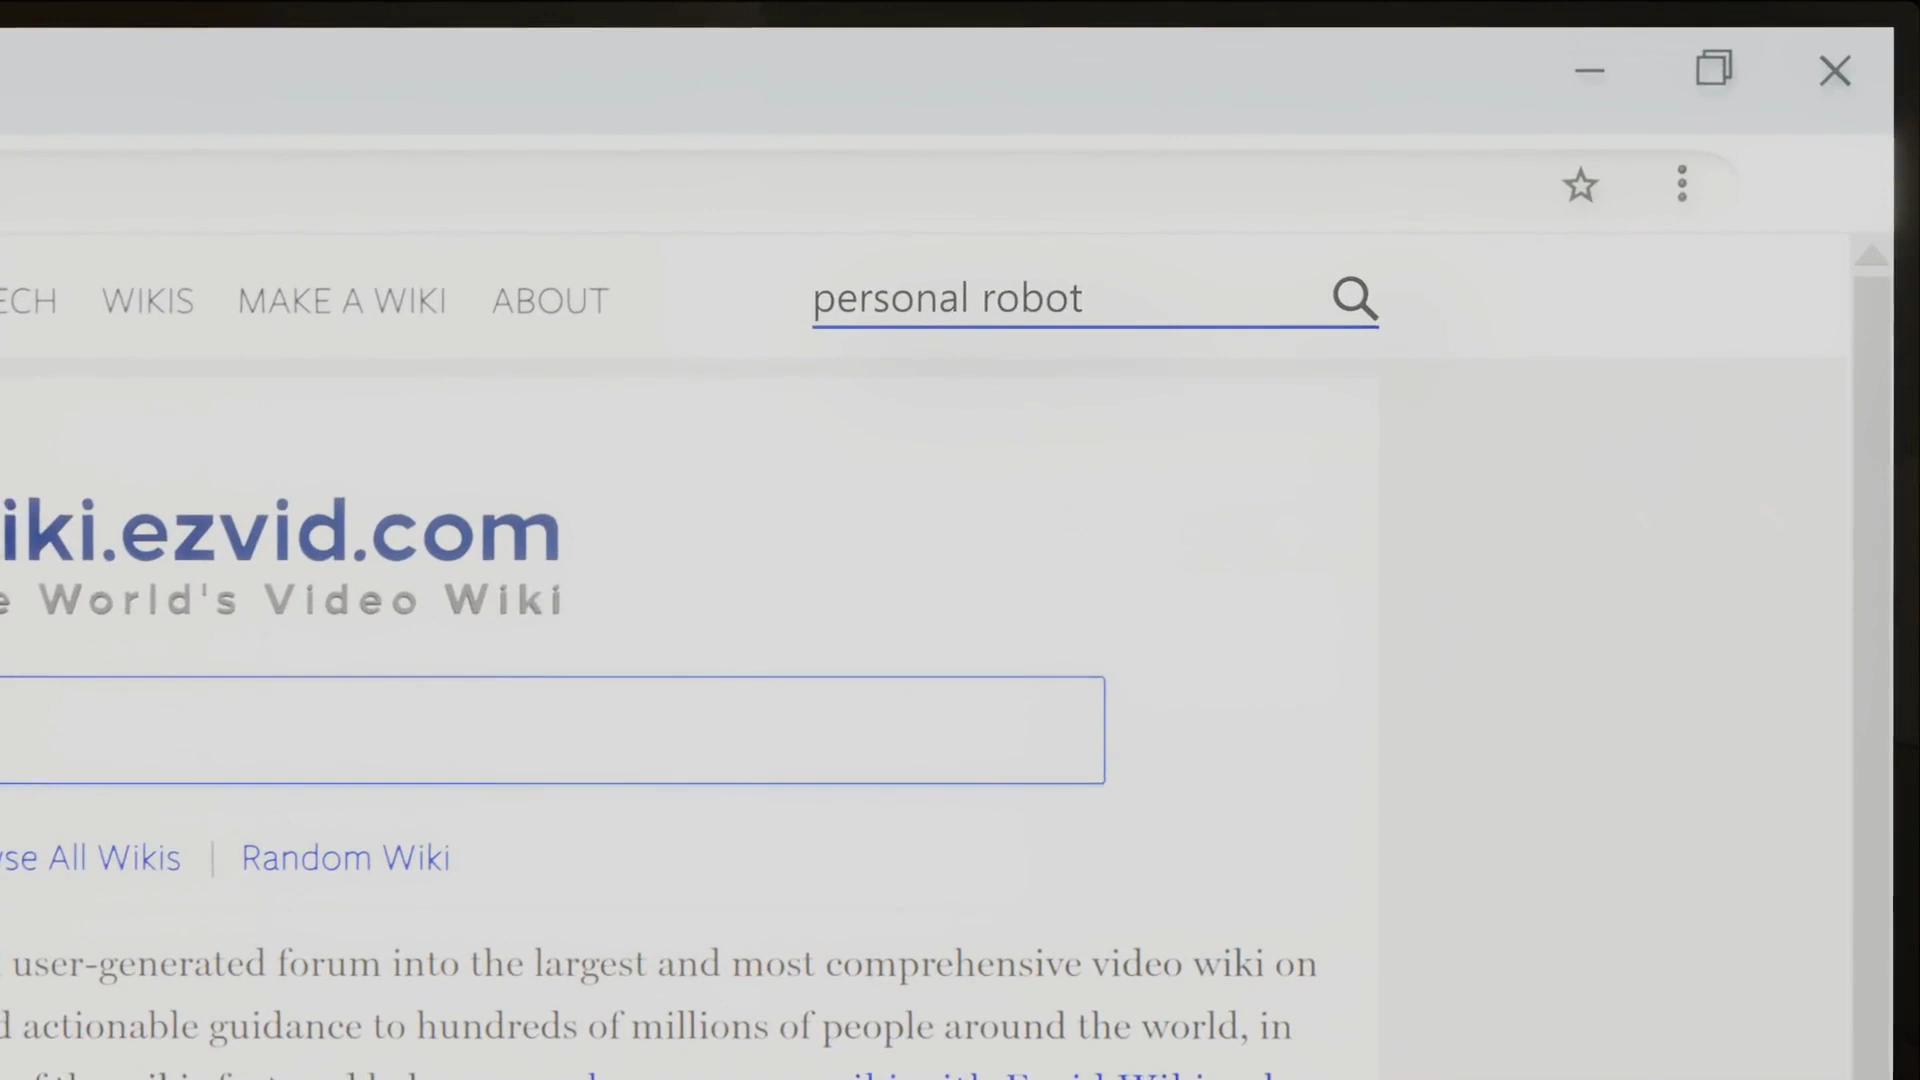 WIKIS MAKE A WIKI ABOUT personal robot
iki.ezvid.com
World's Video Wiki
All Wikis | Random Wiki
user-generated forum into the largest and most comprehensive video wiki on
actionable guidance to hundreds of millions of people around the world, in